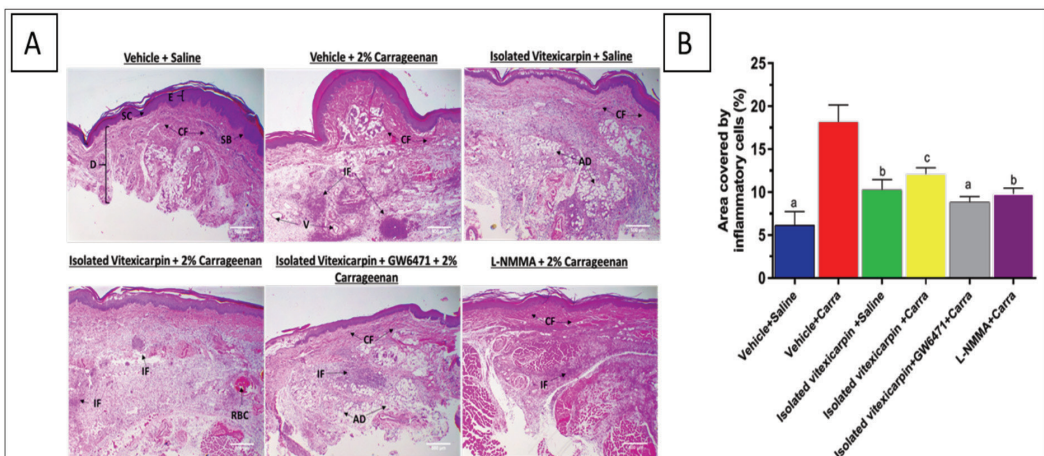 A
Vehicle + Saline
Vehicle + 2% Carrageenan
Isolated Vitexicarpin + Saline
E
SC
CF
SB
D
CF
IF
V
CF
AD
Isolated Vitexicarpin + 2% Carrageenan
Isolated Vitexicarpin + GW6471 + 2%
Carrageenan
L-NMMA + 2% Carrageenan
IF
IF
RBC
CF
IF
AD
CF
IF
B
Area covered by
inflammatory cells (%)
25
20
15
10
5
0
a
b
c
a
b
Vehicle+Saline
Vehicle+Carra
Isolated vitexicarpin +Saline
Isolated vitexicarpin +Carra
Isolated vitexicarpin+GW6471+Carra
L-NMMA+Carra